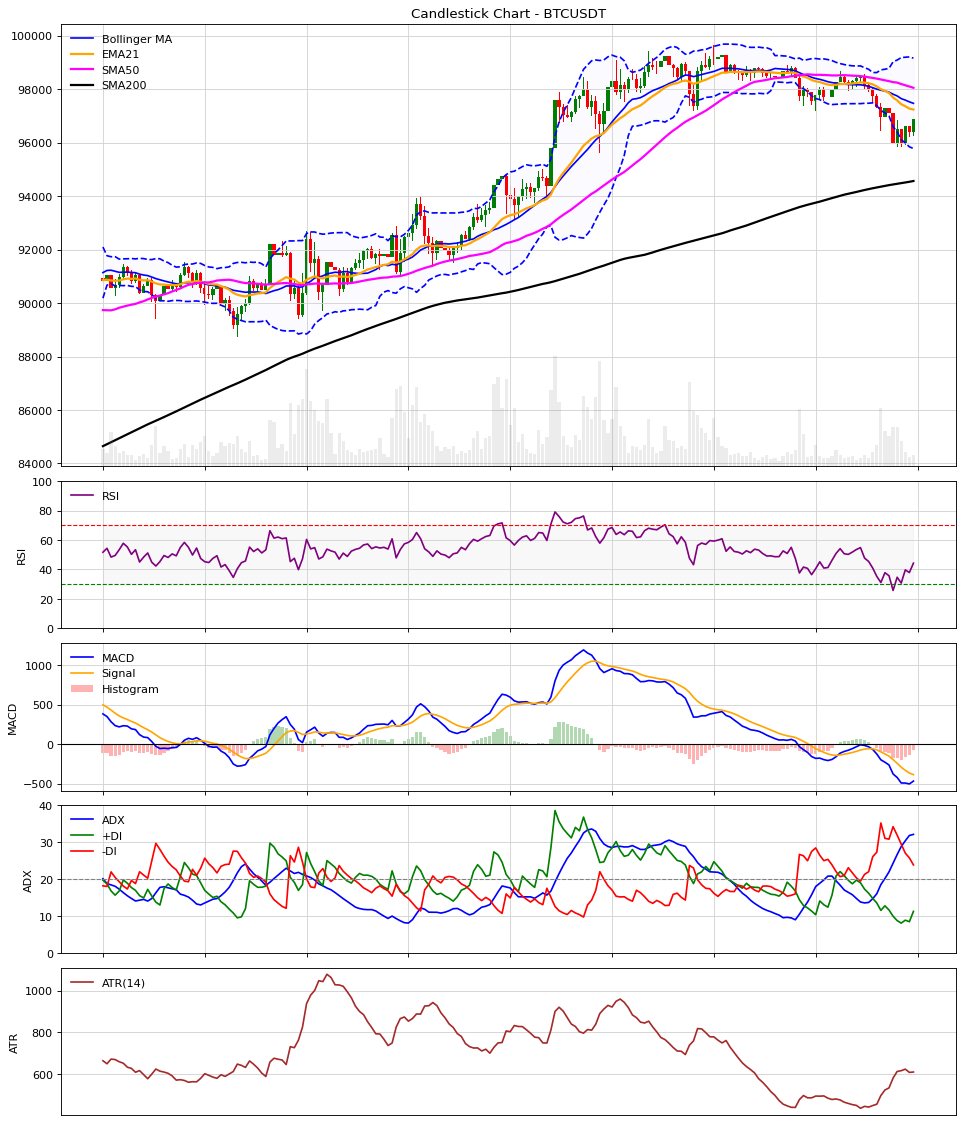 Candlestick Chart - BTCUSDT
Bollinger MA
EMA21
SMA50
SMA200
100000
98000
96000
94000
92000
90000
88000
86000
84000
RSI
RSI
100
80
60
40
20
0
MACD
MACD
Signal
Histogram
1000
500
0
−500
ADX
ADX
+DI
-DI
40
30
20
10
0
ATR
ATR(14)
1000
800
600